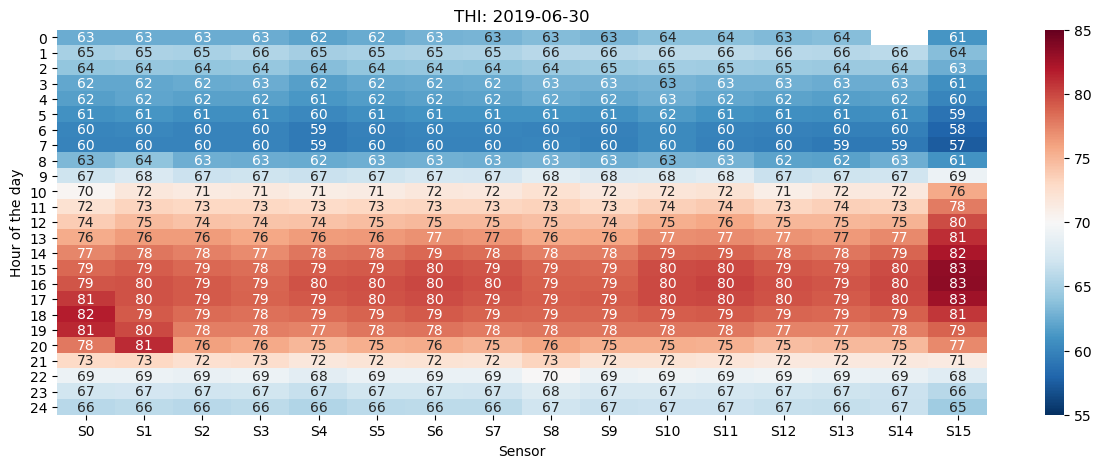 THI: 2019-06-30
0 63 63 63 63 62 62 63 63 63 63 64 64 63 64 61
1 65 65 65 66 65 65 65 65 66 66 66 66 66 66 66 64
2 64 64 64 64 64 64 64 64 64 65 65 65 65 64 64 63
3 62 62 62 63 62 62 62 62 63 63 63 63 63 63 63 61
4 62 62 62 62 61 62 62 62 62 62 63 62 62 62 62 60
5 61 61 61 61 60 61 61 61 61 61 62 61 61 61 61 59
6 60 60 60 60 59 60 60 60 60 60 60 60 60 60 60 58
7 60 60 60 60 59 60 60 60 60 60 60 60 60 59 59 57
8 63 64 63 63 62 63 63 63 63 63 63 63 62 62 63 61
9 67 68 67 67 67 67 67 67 68 68 68 68 67 67 67 69
10 70 72 71 71 71 71 72 72 72 72 72 72 71 72 72 76
11 72 73 73 73 73 73 73 73 73 73 74 74 73 74 73 78
12 74 75 74 74 74 75 75 75 75 74 75 76 75 75 75 80
13 76 76 76 76 76 76 77 77 76 76 77 77 77 77 77 81
14 77 78 78 77 78 78 79 78 78 78 79 79 78 78 79 82
15 79 79 79 78 79 79 80 79 79 79 80 80 79 79 80 83
16 79 80 79 79 80 80 80 80 79 79 80 80 80 79 80 83
17 81 80 79 79 79 80 80 80 79 79 80 80 80 79 80 83
18 82 79 79 78 79 79 79 79 79 79 79 79 79 79 79 81
19 81 80 78 78 77 78 78 78 78 78 78 78 77 77 78 79
20 78 81 76 76 75 75 76 75 76 75 75 75 75 75 75 77
21 73 73 72 73 72 72 72 72 73 72 72 72 72 72 72 71
22 69 69 69 69 68 69 69 69 70 69 69 69 69 69 69 68
23 67 67 67 67 67 67 67 67 68 67 67 67 67 67 67 66
24 66 66 66 66 66 66 66 66 67 67 67 67 67 66 67 65
S0 S1 S2 S3 S4 S5 S6 S7 S8 S9 S10 S11 S12 S13 S14 S15
Sensor
Hour of the day
85
80
75
70
65
60
55